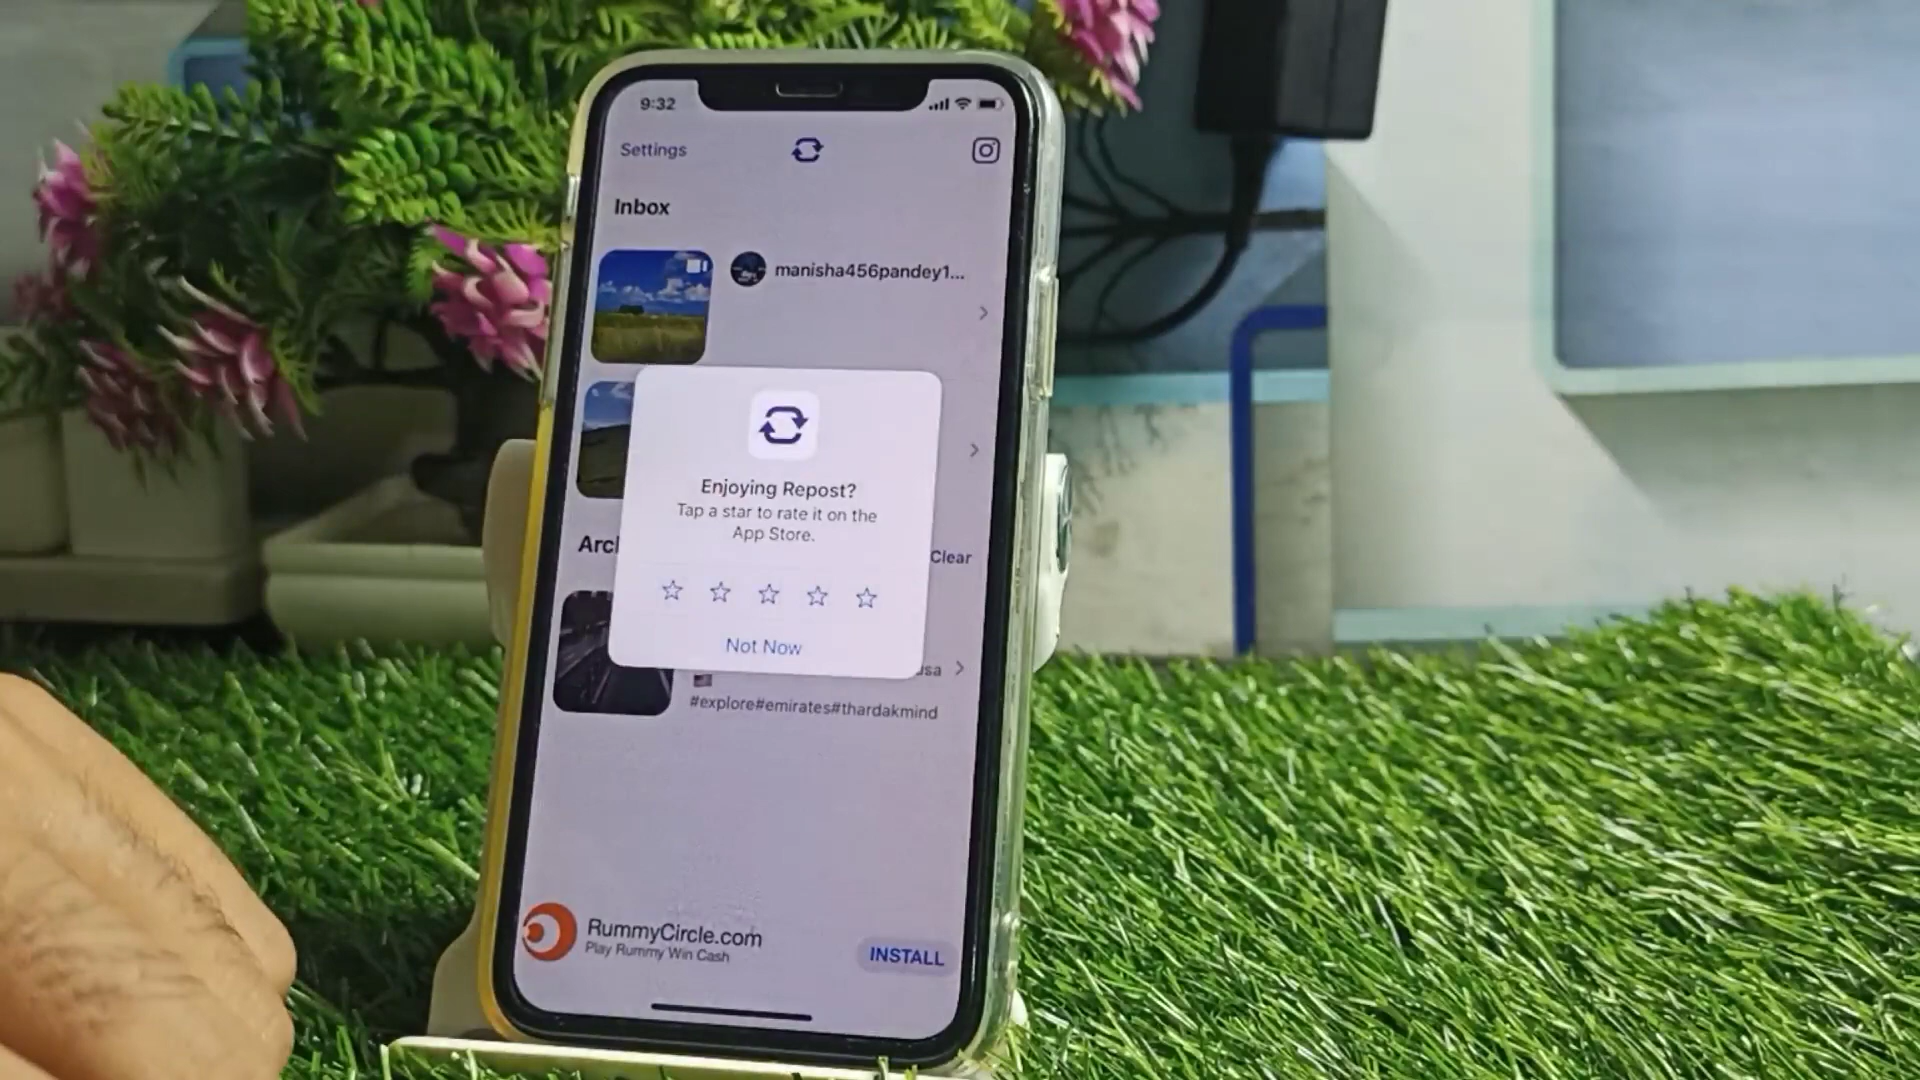 9:32
Settings
Inbox
manisha456pandey1...
Enjoying Repost?
Tap a star to rate it on the
App Store.
Clear
Not Now
usa
#explore#emirates#thardakmind
RummyCircle.com
Play Rummy Win Cash
INSTALL